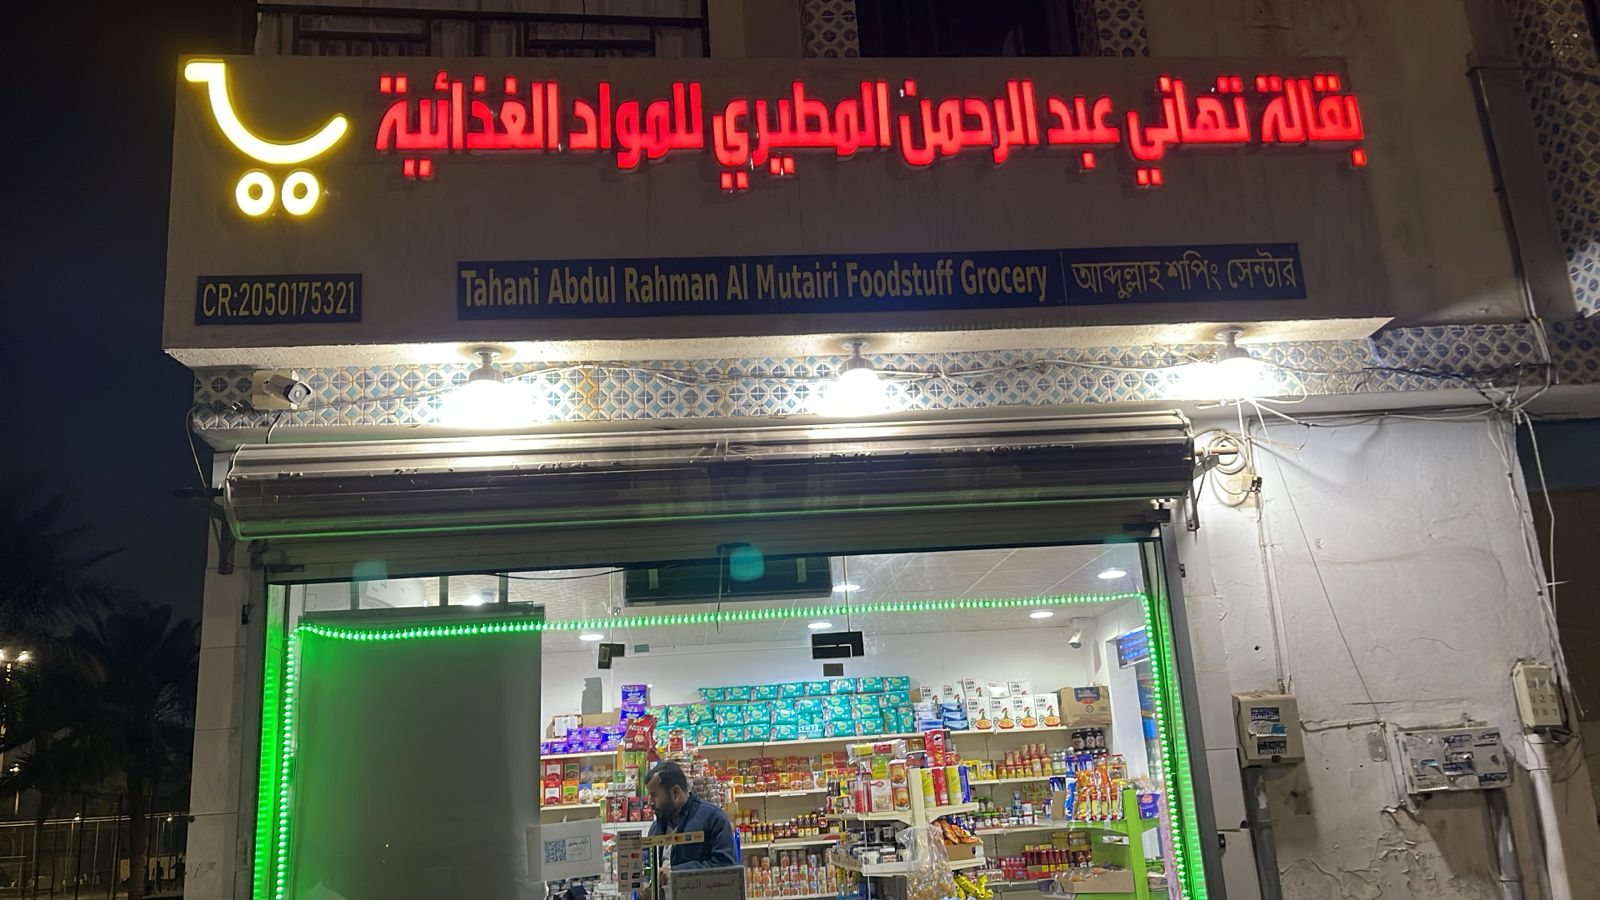 بقالة تهاني عبد الرحمن المطيري للمواد الغذائية
Tahani Abdul Rahman Al Mutairi Foodstuff Grocery
আব্দুল্লাহ শপিং সেন্টার
CR:2050175321